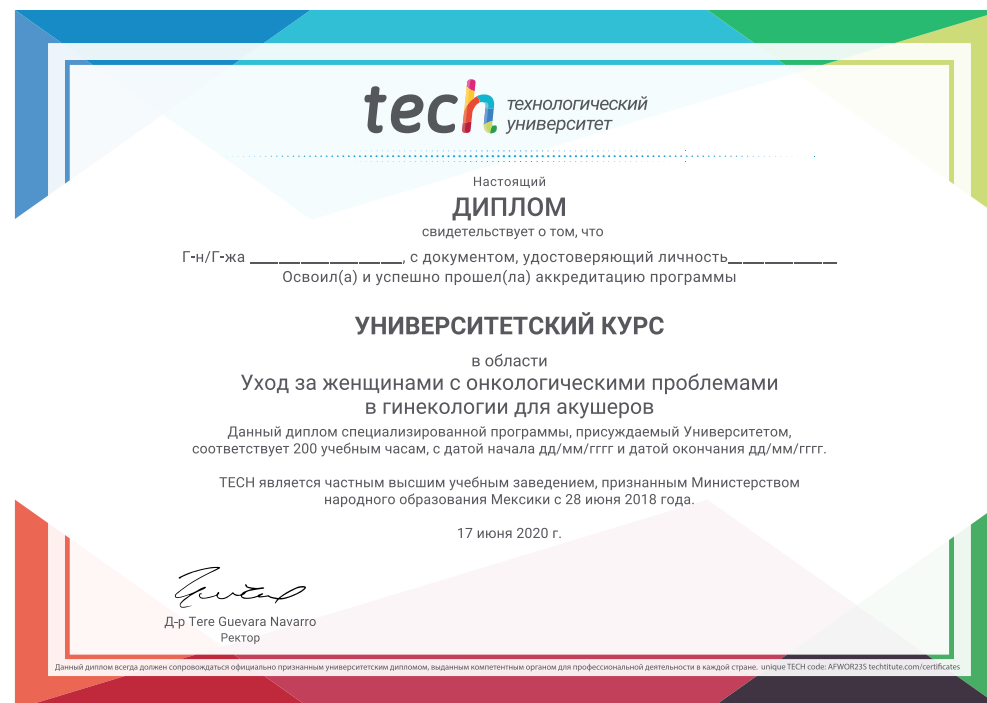 tech технологический
университет
Настоящий
ДИПЛОМ
свидетельствует о том, что
Г-н/Г-жа ____________________, с документом, удостоверяющий личность______________
Освоил(а) и успешно прошел(ла) аккредитацию программы
УНИВЕРСИТЕТСКИЙ КУРС
в области
Уход за женщинами с онкологическими проблемами
в гинекологии для акушеров
Данный диплом специализированной программы, присуждаемый Университетом,
соответствует 200 учебным часам, с датой начала дд/мм/гггг и датой окончания дд/мм/гггг.
TECH является частным высшим учебным заведением, признанным Министерством
народного образования Мексики с 28 июня 2018 года.
17 июня 2020 г.
Д-р Tere Guevara Navarro
Ректор
Данный диплом всегда должен сопровождаться официально признанным университетским дипломом, выданным компетентным органом для профессиональной деятельности в каждой стране. unique TECH code: AFWOR23S techtitute.com/certificates